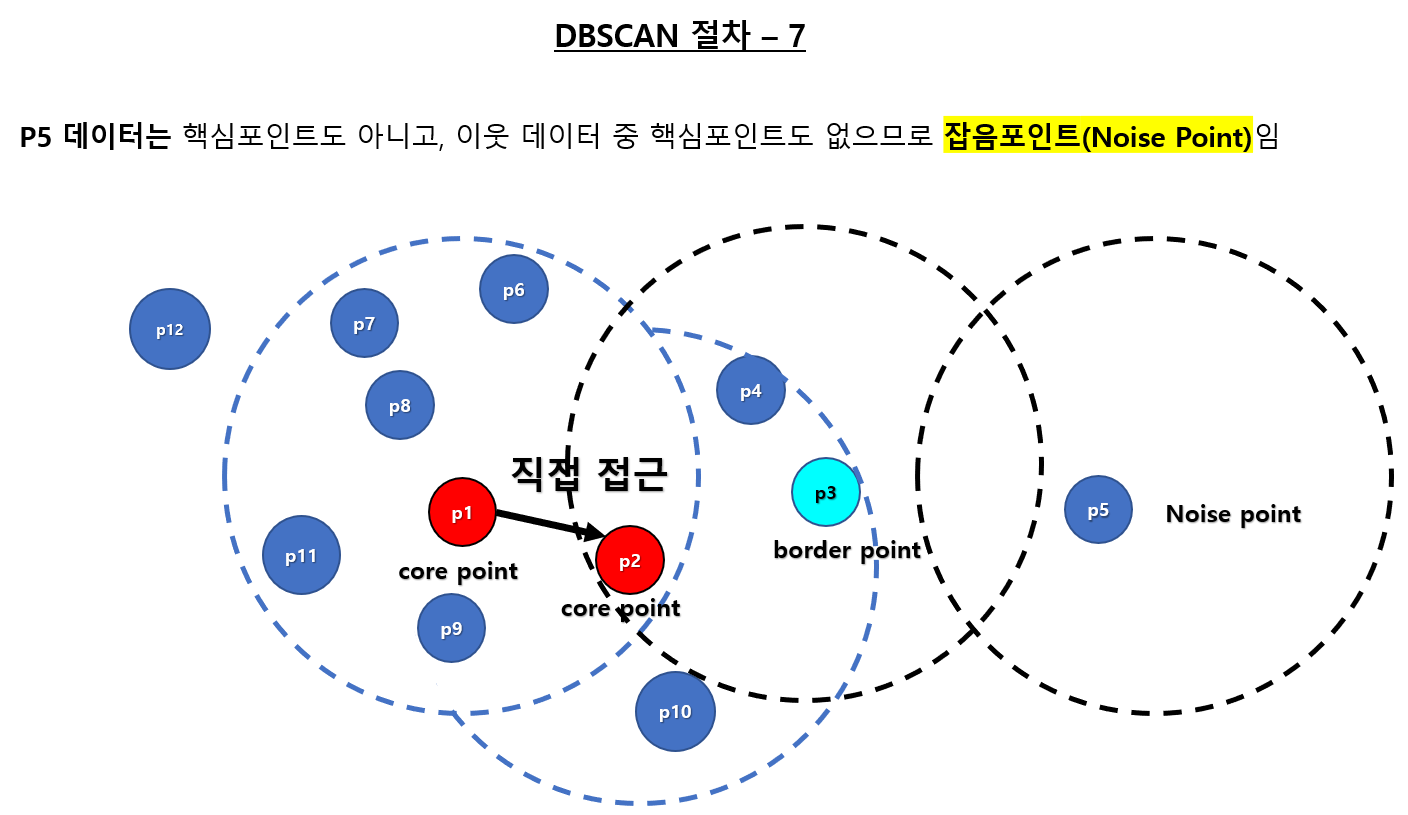 DBSCAN 절차 – 7
P5 데이터는 핵심포인트도 아니고, 이웃 데이터 중 핵심포인트도 없으므로 잡음포인트(Noise Point)임
p6
p12
p7
p4
p8
직접 접근
p3
p1
p5
Noise point
border point
p11
p2
core point
core point
p9
p10